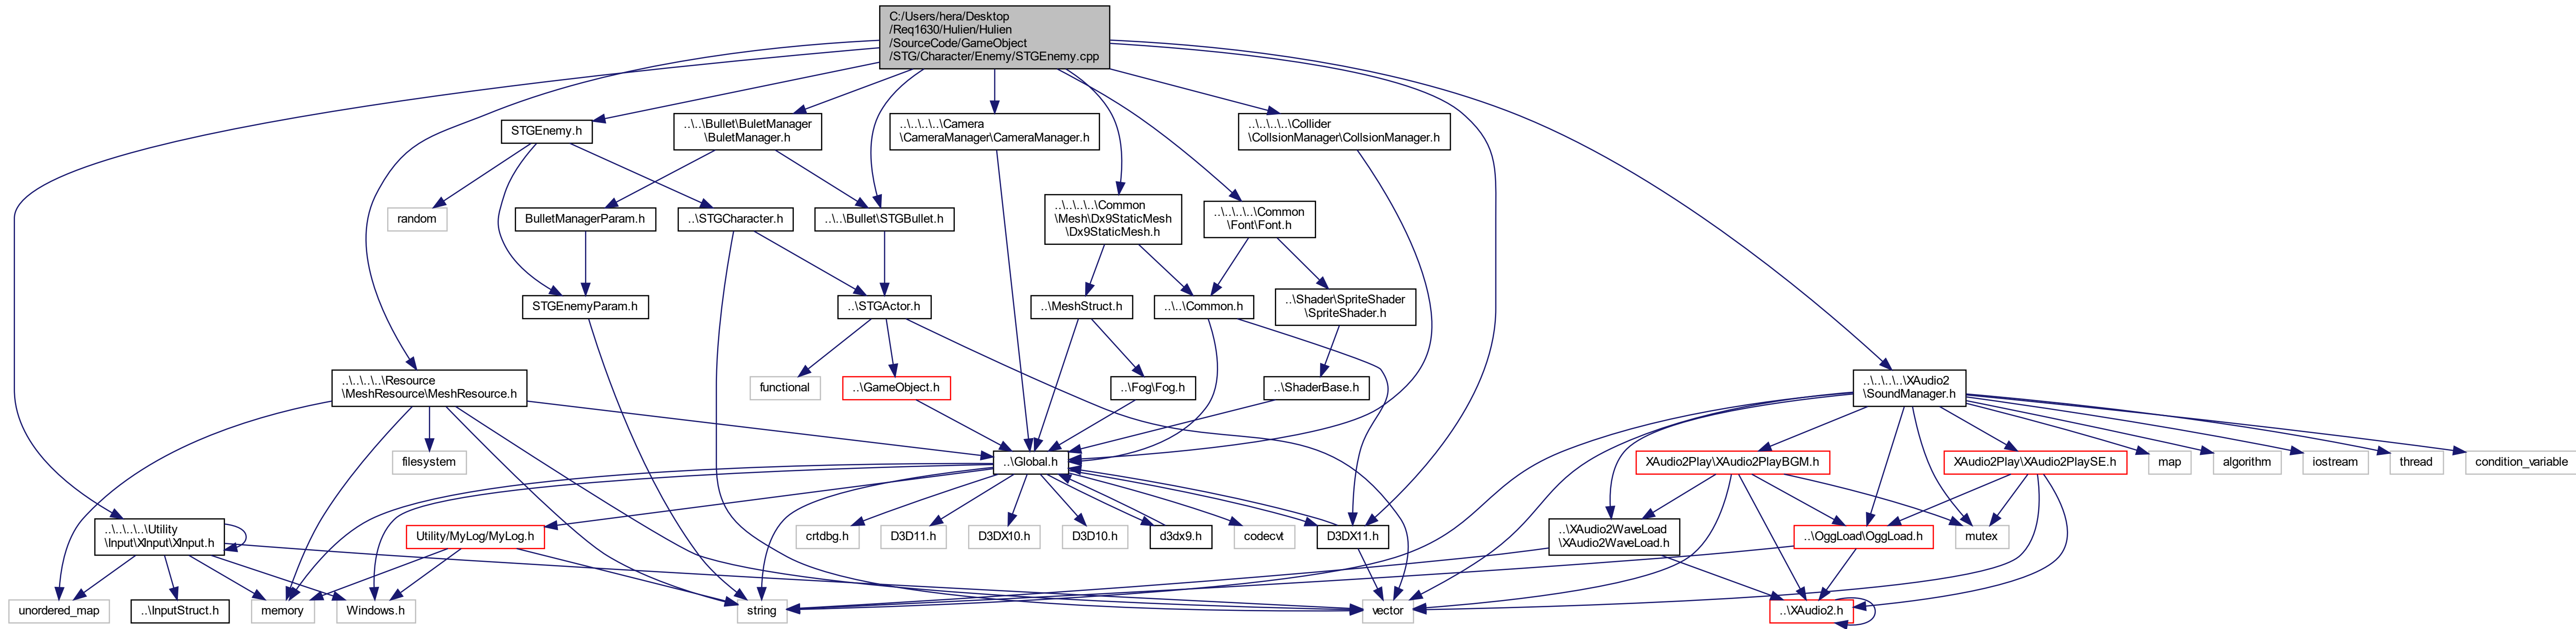 C:/Users/hera/Desktop
/Req1630/Hulien/Hulien
/SourceCode/GameObject
/STG/Character/Enemy/STGEnemy.cpp
STGEnemy.h
..\..\Bullet\BuletManager
\BuletManager.h
..\..\..\..\Camera
\CameraManager\CameraManager.h
..\..\..\..\Collider
\CollsionManager\CollsionManager.h
random
BulletManagerParam.h
..\STGCharacter.h
..\..\Bullet\STGBullet.h
..\..\..\..\Common
\Mesh\Dx9StaticMesh
\Dx9StaticMesh.h
..\..\..\..\Common
\Font\Font.h
STGEnemyParam.h
..\STGActor.h
..\MeshStruct.h
..\..\Common.h
..\Shader\SpriteShader
\SpriteShader.h
..\..\..\..\Resource
\MeshResource\MeshResource.h
functional
..\GameObject.h
..\Fog\Fog.h
..\ShaderBase.h
..\..\..\..\XAudio2
\SoundManager.h
filesystem
..\Global.h
XAudio2Play\XAudio2PlayBGM.h
XAudio2Play\XAudio2PlaySE.h
map
algorithm
iostream
thread
condition_variable
..\..\..\..\Utility
\Input\XInput\XInput.h
Utility/MyLog/MyLog.h
crtdbg.h
D3D11.h
D3DX10.h
D3D10.h
d3dx9.h
codecvt
D3DX11.h
..\XAudio2WaveLoad
\XAudio2WaveLoad.h
..\OggLoad\OggLoad.h
mutex
unordered_map
..\InputStruct.h
memory
Windows.h
string
vector
..\XAudio2.h